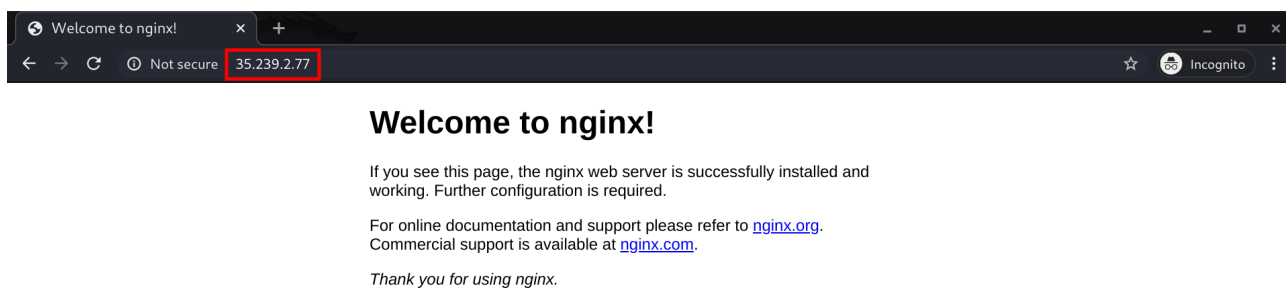 Welcome to nginx!
Not secure 35.239.2.77 Incognito
Welcome to nginx!
If you see this page, the nginx web server is successfully installed and
working. Further configuration is required.
For online documentation and support please refer to nginx.org.
Commercial support is available at nginx.com.
Thank you for using nginx.